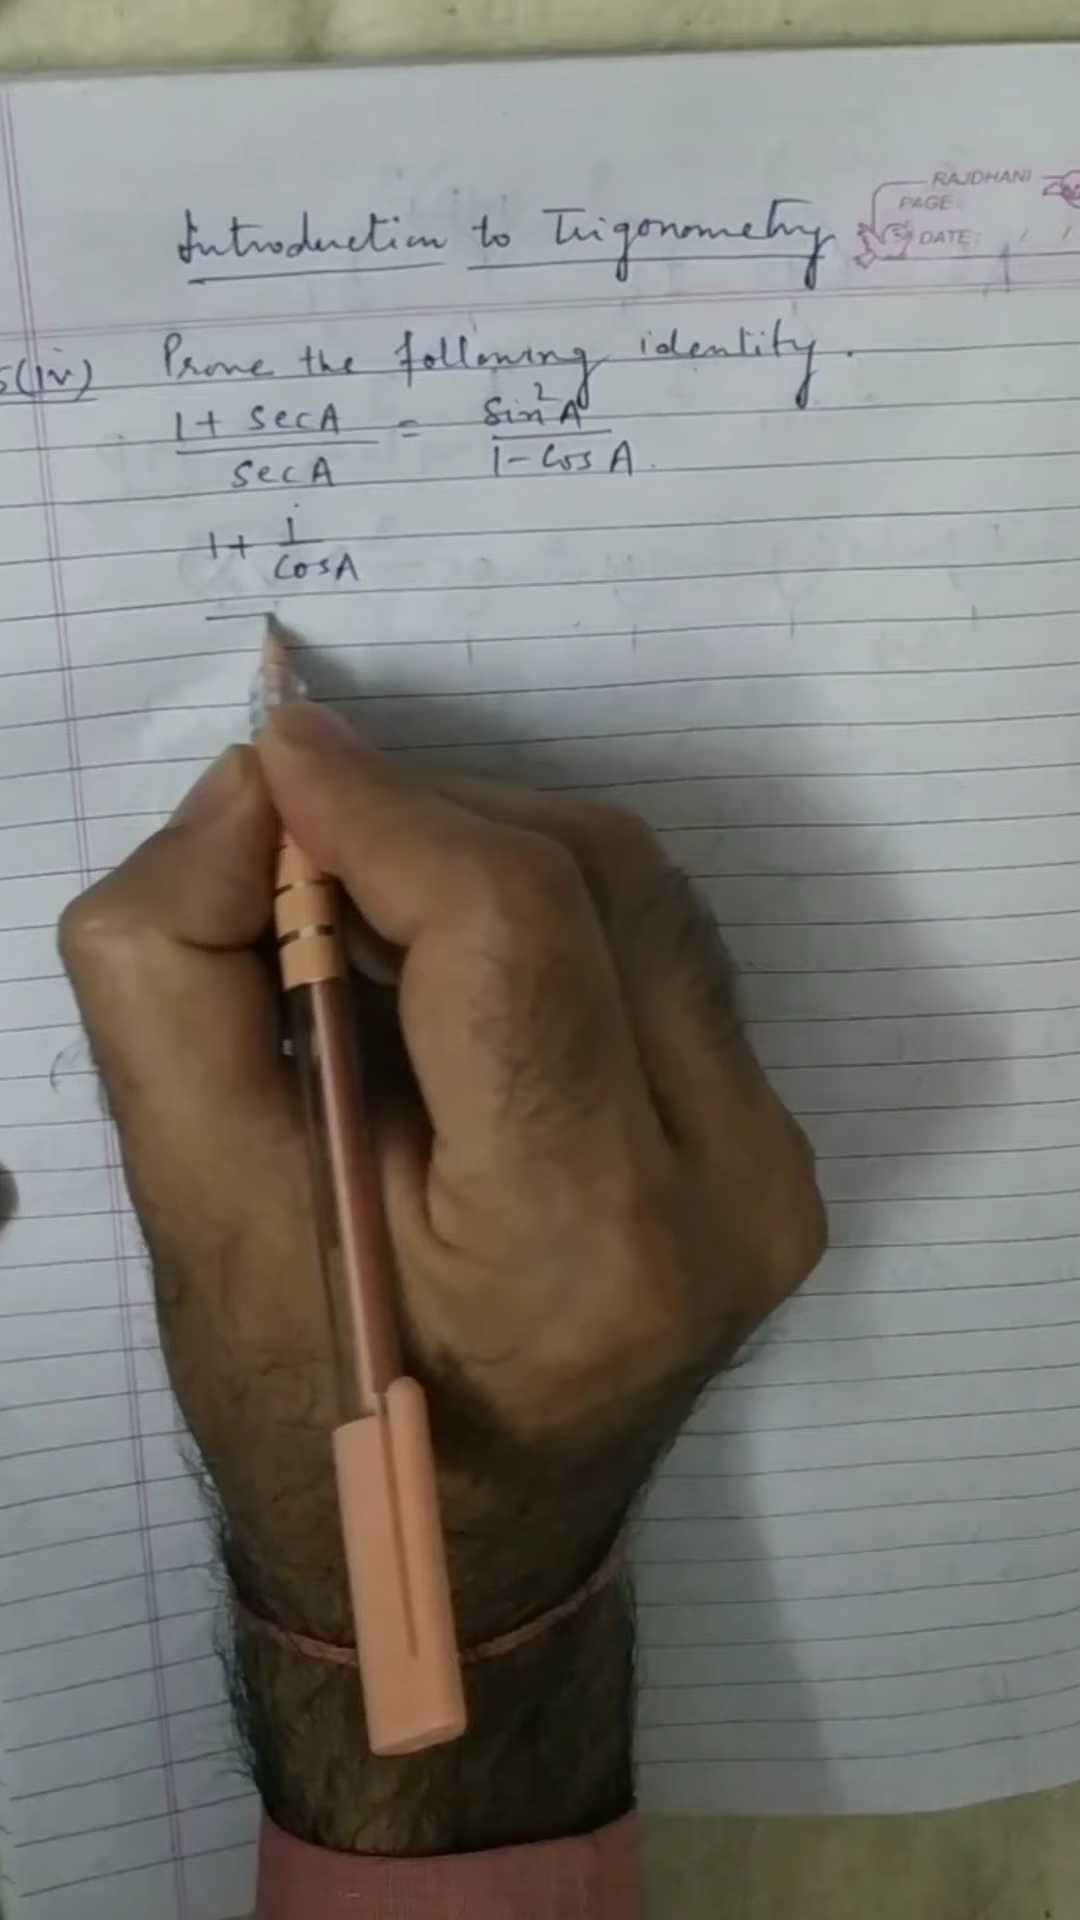 Introduction to Trigonometry
RAJDHANI
PAGE:
DATE: / /
5(iv) Prove the following identity.
1 + secA / secA = sin²A / 1 - cosA.
1 + 1 / cosA